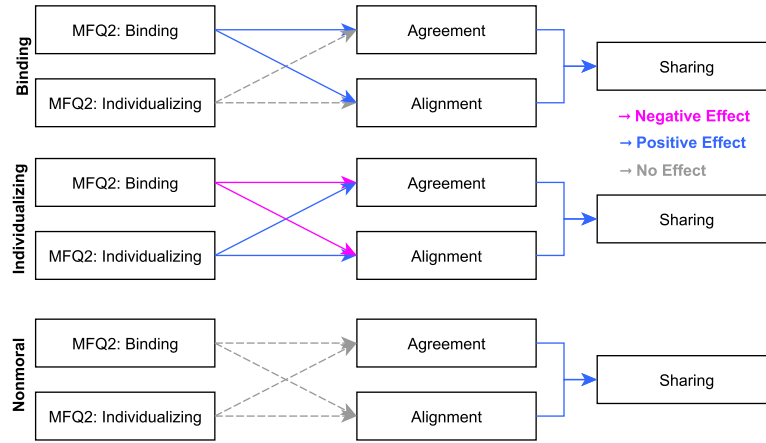 Binding
MFQ2: Binding
Agreement
MFQ2: Individualizing
Alignment
Sharing
→ Negative Effect
→ Positive Effect
→ No Effect
Individualizing
MFQ2: Binding
Agreement
MFQ2: Individualizing
Alignment
Sharing
Nonmoral
MFQ2: Binding
Agreement
MFQ2: Individualizing
Alignment
Sharing